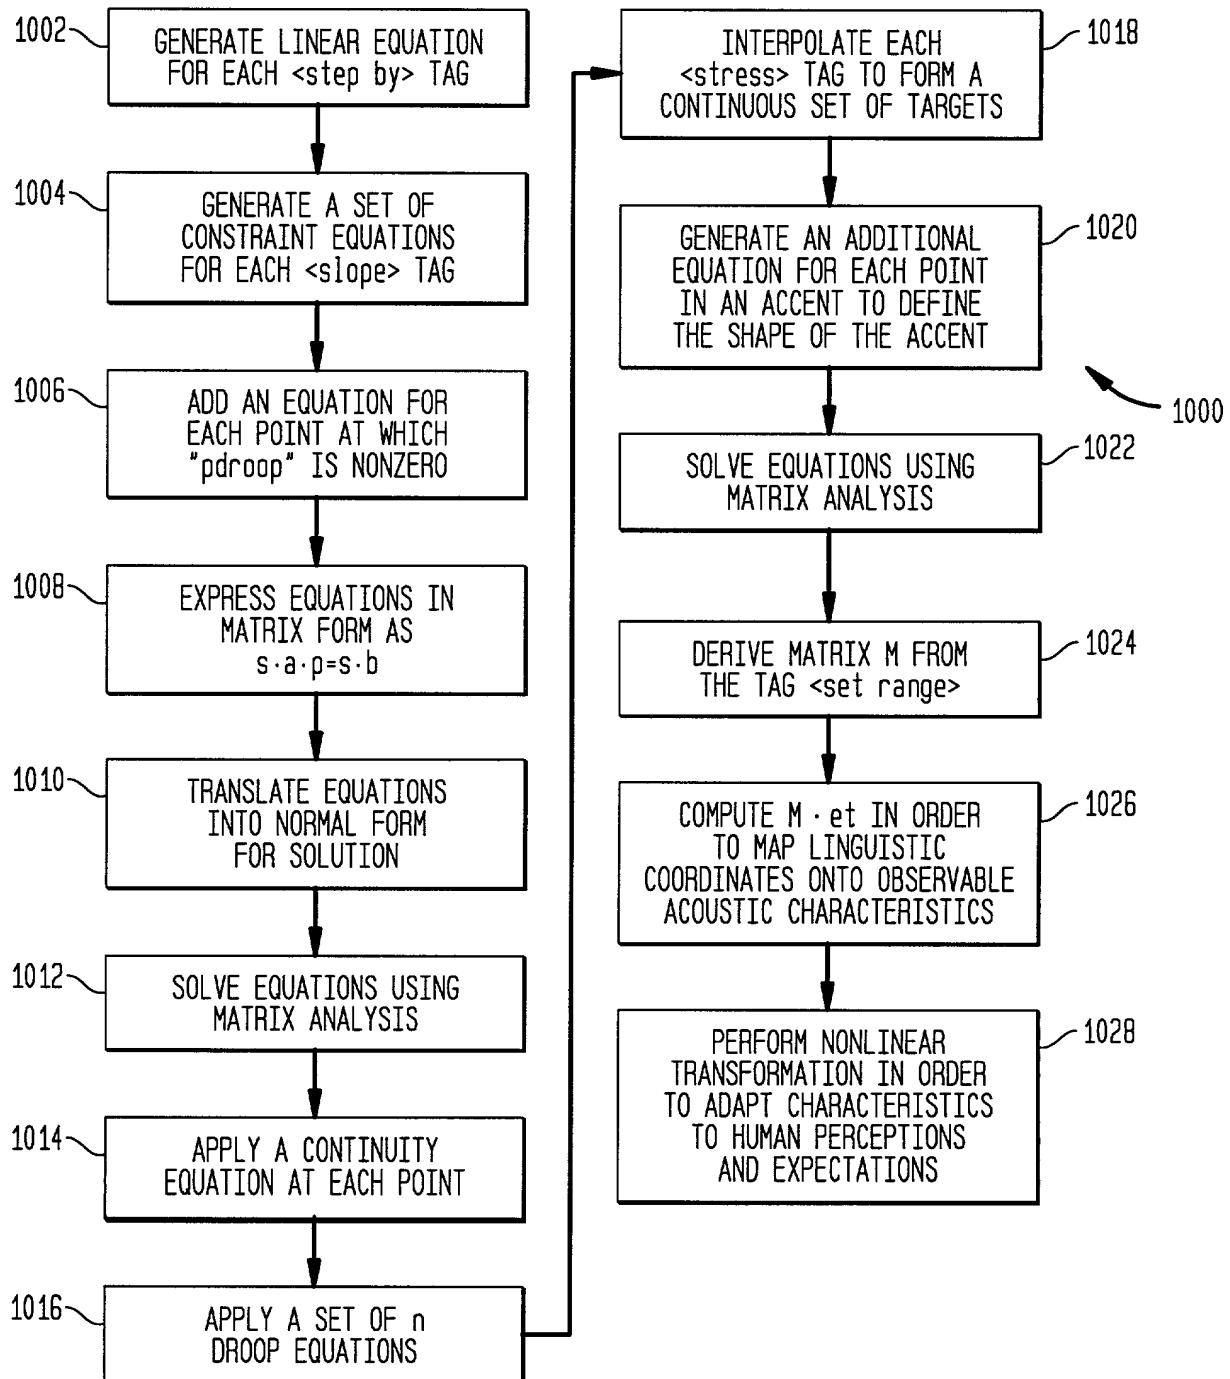 1002
GENERATE LINEAR EQUATION
FOR EACH <step by> TAG
1004
GENERATE A SET OF
CONSTRAINT EQUATIONS
FOR EACH <slope> TAG
1006
ADD AN EQUATION FOR
EACH POINT AT WHICH
"pdroop" IS NONZERO
1008
EXPRESS EQUATIONS IN
MATRIX FORM AS
s·a·p=s·b
1010
TRANSLATE EQUATIONS
INTO NORMAL FORM
FOR SOLUTION
1012
SOLVE EQUATIONS USING
MATRIX ANALYSIS
1014
APPLY A CONTINUITY
EQUATION AT EACH POINT
1016
APPLY A SET OF n
DROOP EQUATIONS
1018
INTERPOLATE EACH
<stress> TAG TO FORM A
CONTINUOUS SET OF TARGETS
1020
GENERATE AN ADDITIONAL
EQUATION FOR EACH POINT
IN AN ACCENT TO DEFINE
THE SHAPE OF THE ACCENT
1000
1022
SOLVE EQUATIONS USING
MATRIX ANALYSIS
1024
DERIVE MATRIX M FROM
THE TAG <set range>
1026
COMPUTE M · et IN ORDER
TO MAP LINGUISTIC
COORDINATES ONTO OBSERVABLE
ACOUSTIC CHARACTERISTICS
1028
PERFORM NONLINEAR
TRANSFORMATION IN ORDER
TO ADAPT CHARACTERISTICS
TO HUMAN PERCEPTIONS
AND EXPECTATIONS